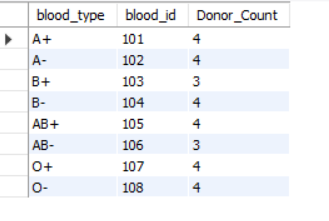 blood_type blood_id Donor_Count
A+ 101 4
A- 102 4
B+ 103 3
B- 104 4
AB+ 105 4
AB- 106 3
O+ 107 4
O- 108 4